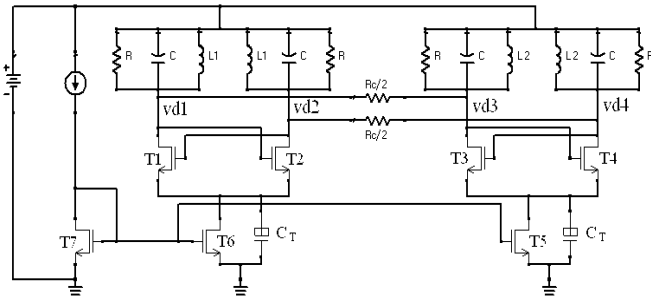 +
-
R C L1 L1 C R
R C L2 L2 C R
Rc/2
vd1 vd2 vd3 vd4
Rc/2
T1 T2 T3 T4
T7 T6 CT T5 CT